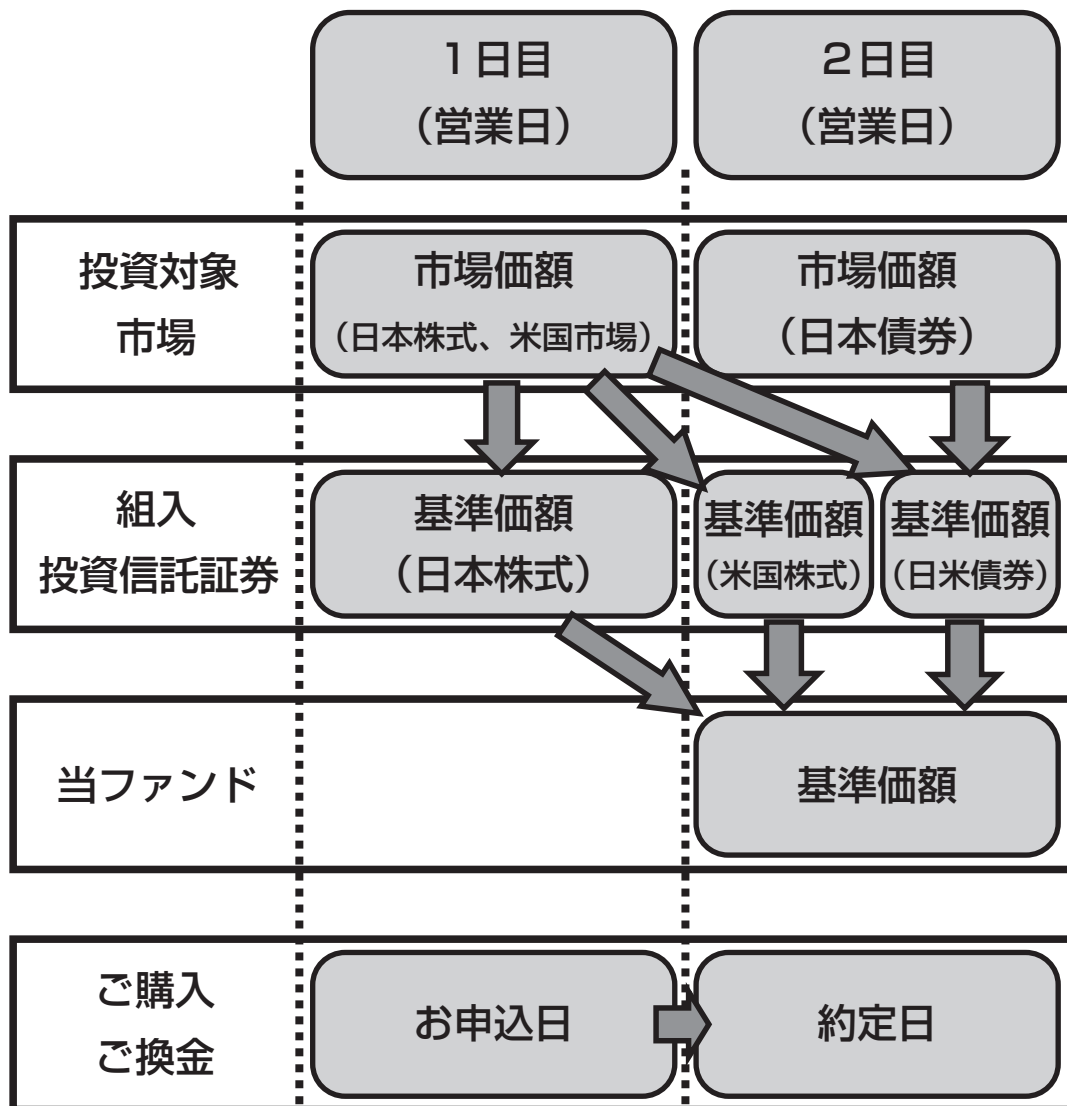 1日目
（営業日）
2日目
（営業日）
投資対象
市場
市場価額
（日本株式、米国市場）
市場価額
（日本債券）
組入
投資信託証券
基準価額
（日本株式）
基準価額
（米国株式）
基準価額
（日米債券）
当ファンド
基準価額
ご購入
ご換金
お申込日
約定日